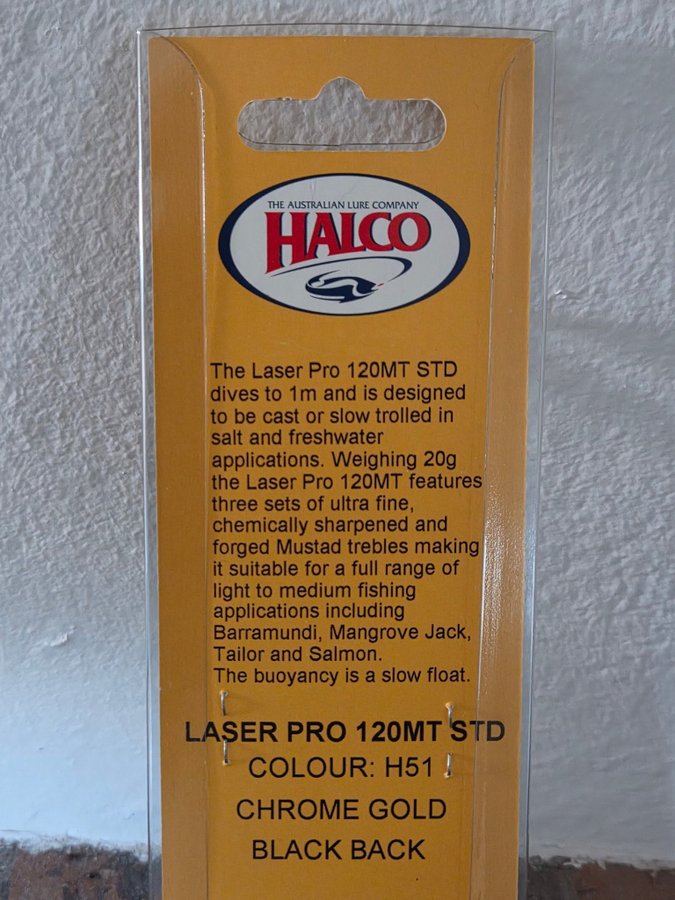 THE AUSTRALIAN LURE COMPANY
HALCO
The Laser Pro 120MT STD
dives to 1m and is designed
to be cast or slow trolled in
salt and freshwater
applications. Weighing 20g
the Laser Pro 120MT features
three sets of ultra fine,
chemically sharpened and
forged Mustad trebles making
it suitable for a full range of
light to medium fishing
applications including
Barramundi, Mangrove Jack,
Tailor and Salmon.
The buoyancy is a slow float.
LASER PRO 120MT STD
COLOUR: H51
CHROME GOLD
BLACK BACK